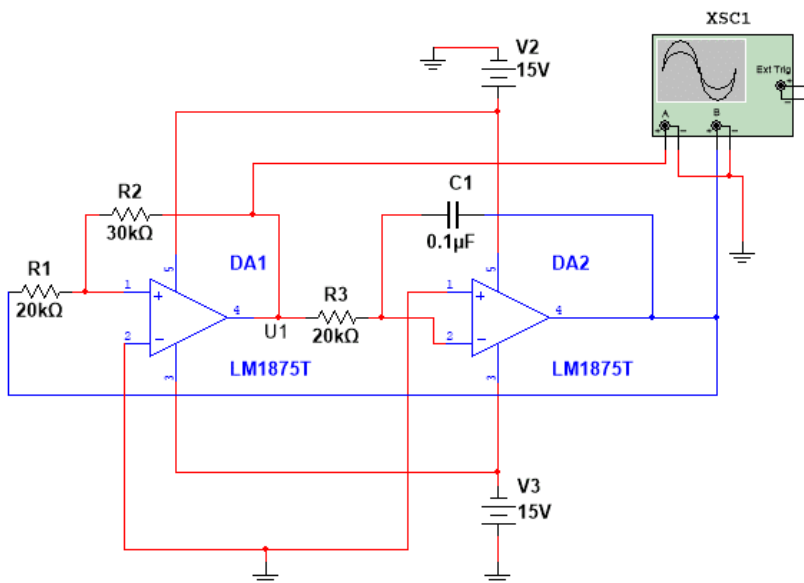 XSC1
V2
15V
Ext Trig
+
-
A
B
+ - + -
R2
30kΩ
C1
0.1µF
R1
20kΩ
DA1
5
1
+
4
2
-
3
U1
LM1875T
R3
20kΩ
DA2
5
1
+
4
2
-
3
LM1875T
V3
15V